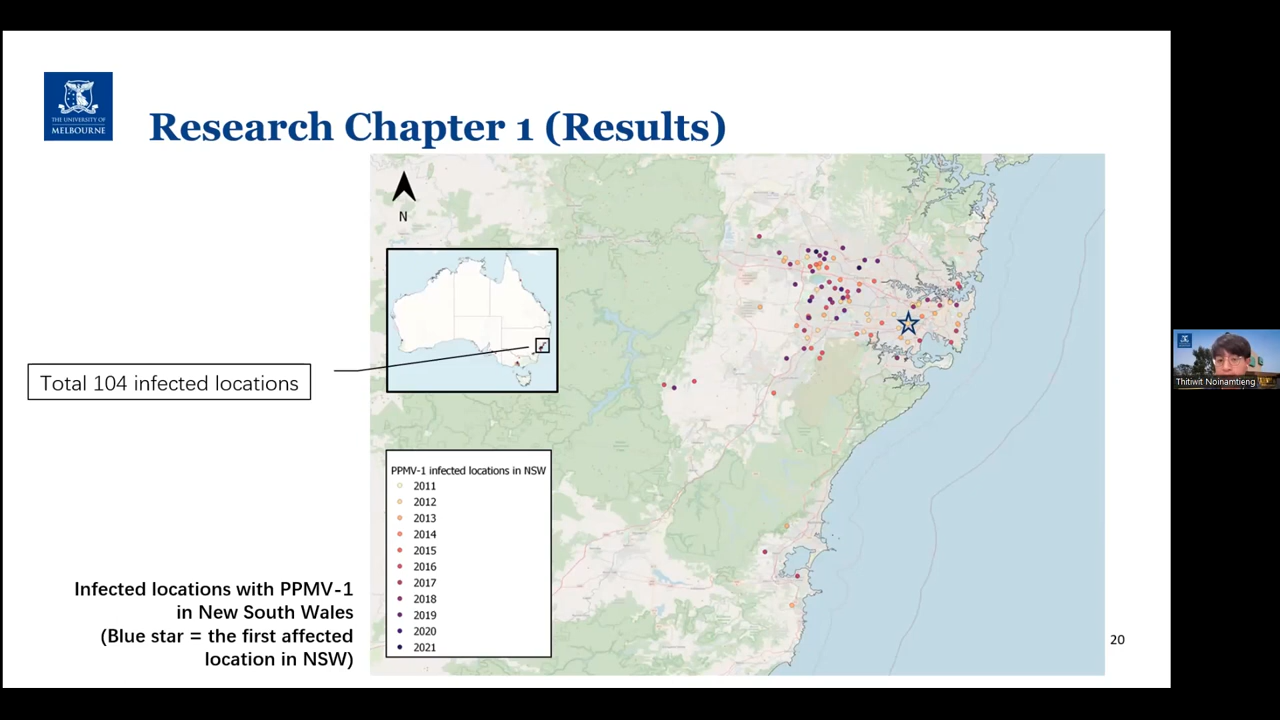 THE UNIVERSITY OF
MELBOURNE
Research Chapter 1 (Results)
N
Total 104 infected locations
PPMV-1 infected locations in NSW
2011
2012
2013
2014
2015
2016
2017
2018
2019
2020
2021
Infected locations with PPMV-1
in New South Wales
(Blue star = the first affected
location in NSW)
20
Thitiwit Noinamtieng